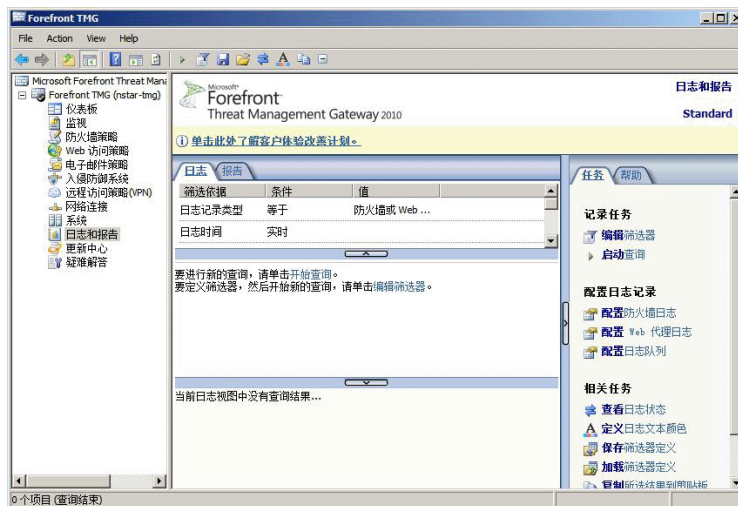 Forefront TMG
File Action View Help
Microsoft Forefront Threat Mana
Forefront TMG (nstar-tmg)
仪表板
监视
防火墙策略
Web 访问策略
电子邮件策略
入侵防御系统
远程访问策略(VPN)
网络连接
系统
日志和报告
更新中心
疑难解答
Microsoft
Forefront
Threat Management Gateway 2010
日志和报告
Standard
单击此处了解客户体验改善计划。
日志 报告
筛选依据 条件 值
日志记录类型 等于 防火墙或 Web ...
日志时间 实时
要进行新的查询，请单击开始查询。
要定义筛选器，然后开始新的查询，请单击编辑筛选器。
当前日志视图中没有查询结果...
任务 帮助
记录任务
编辑筛选器
启动查询
配置日志记录
配置防火墙日志
配置 Web 代理日志
配置日志队列
相关任务
查看日志状态
定义日志文本颜色
保存筛选器定义
加载筛选器定义
复制所选结果到剪贴板
0 个项目 (查询结束)